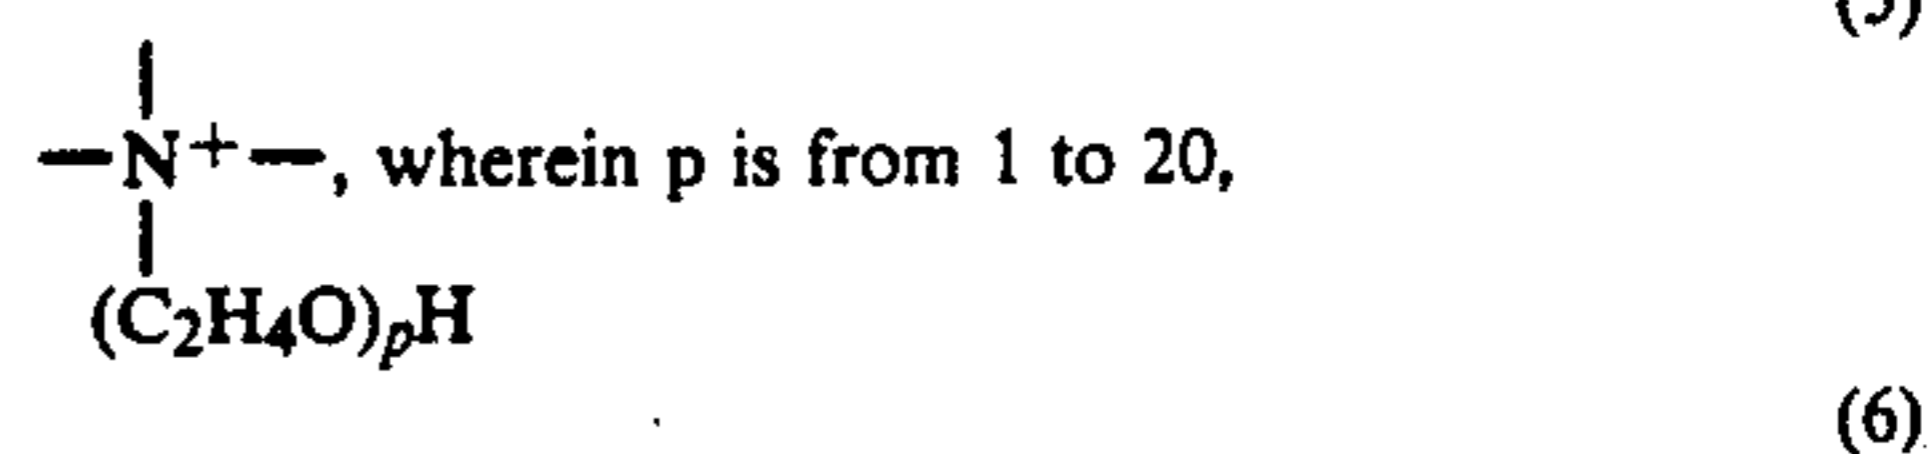 (5)
—N+—, wherein p is from 1 to 20,
(C2H4O)pH
(6)